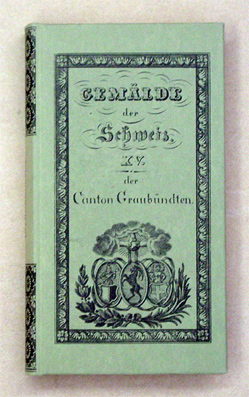 GEMÄLDE
der
Schweiz,
XV.
der
Canton Graubündten.